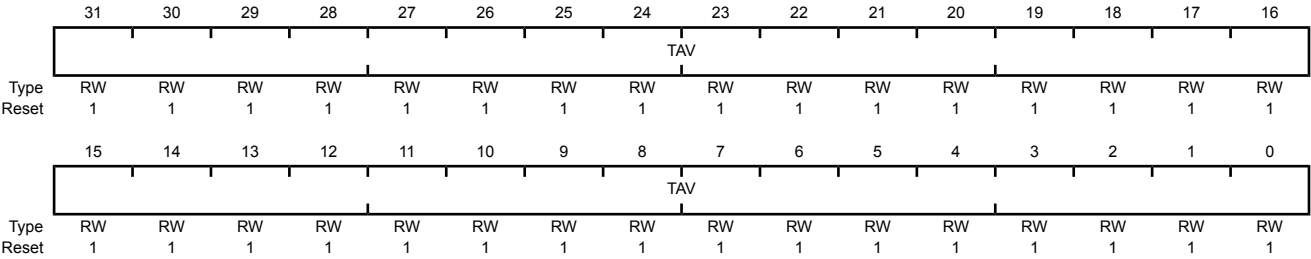 31 30 29 28 27 26 25 24 23 22 21 20 19 18 17 16
TAV
Type RW RW RW RW RW RW RW RW RW RW RW RW RW RW RW RW
Reset 1 1 1 1 1 1 1 1 1 1 1 1 1 1 1 1
15 14 13 12 11 10 9 8 7 6 5 4 3 2 1 0
TAV
Type RW RW RW RW RW RW RW RW RW RW RW RW RW RW RW RW
Reset 1 1 1 1 1 1 1 1 1 1 1 1 1 1 1 1